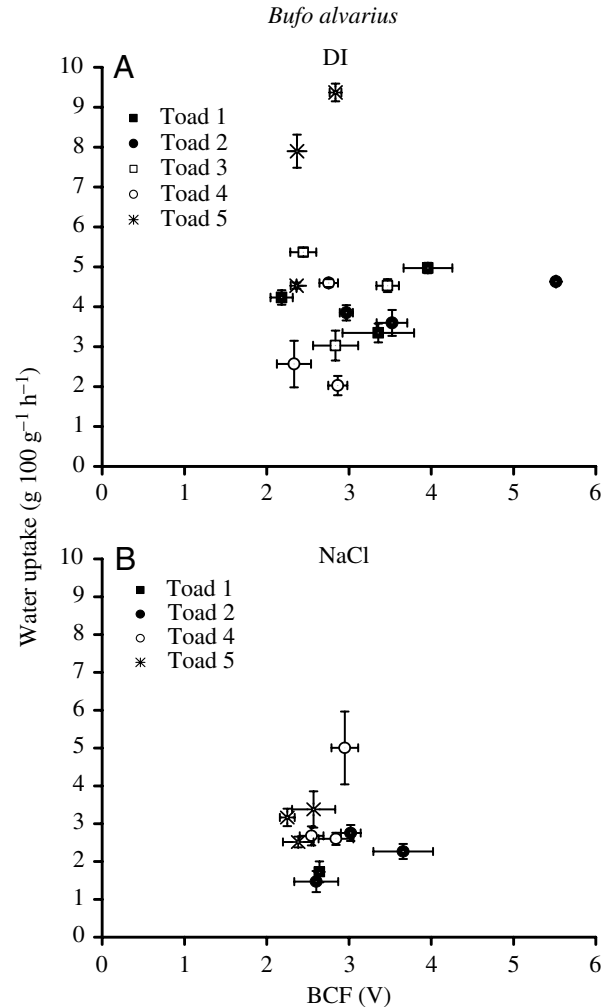 Bufo alvarius
A
DI
10
9
8
7
6
5
4
3
2
1
0
Toad 1
Toad 2
Toad 3
Toad 4
Toad 5
0 1 2 3 4 5 6
Water uptake (g 100 g⁻¹ h⁻¹)
B
NaCl
10
9
8
7
6
5
4
3
2
1
0
Toad 1
Toad 2
Toad 4
Toad 5
0 1 2 3 4 5 6
BCF (V)